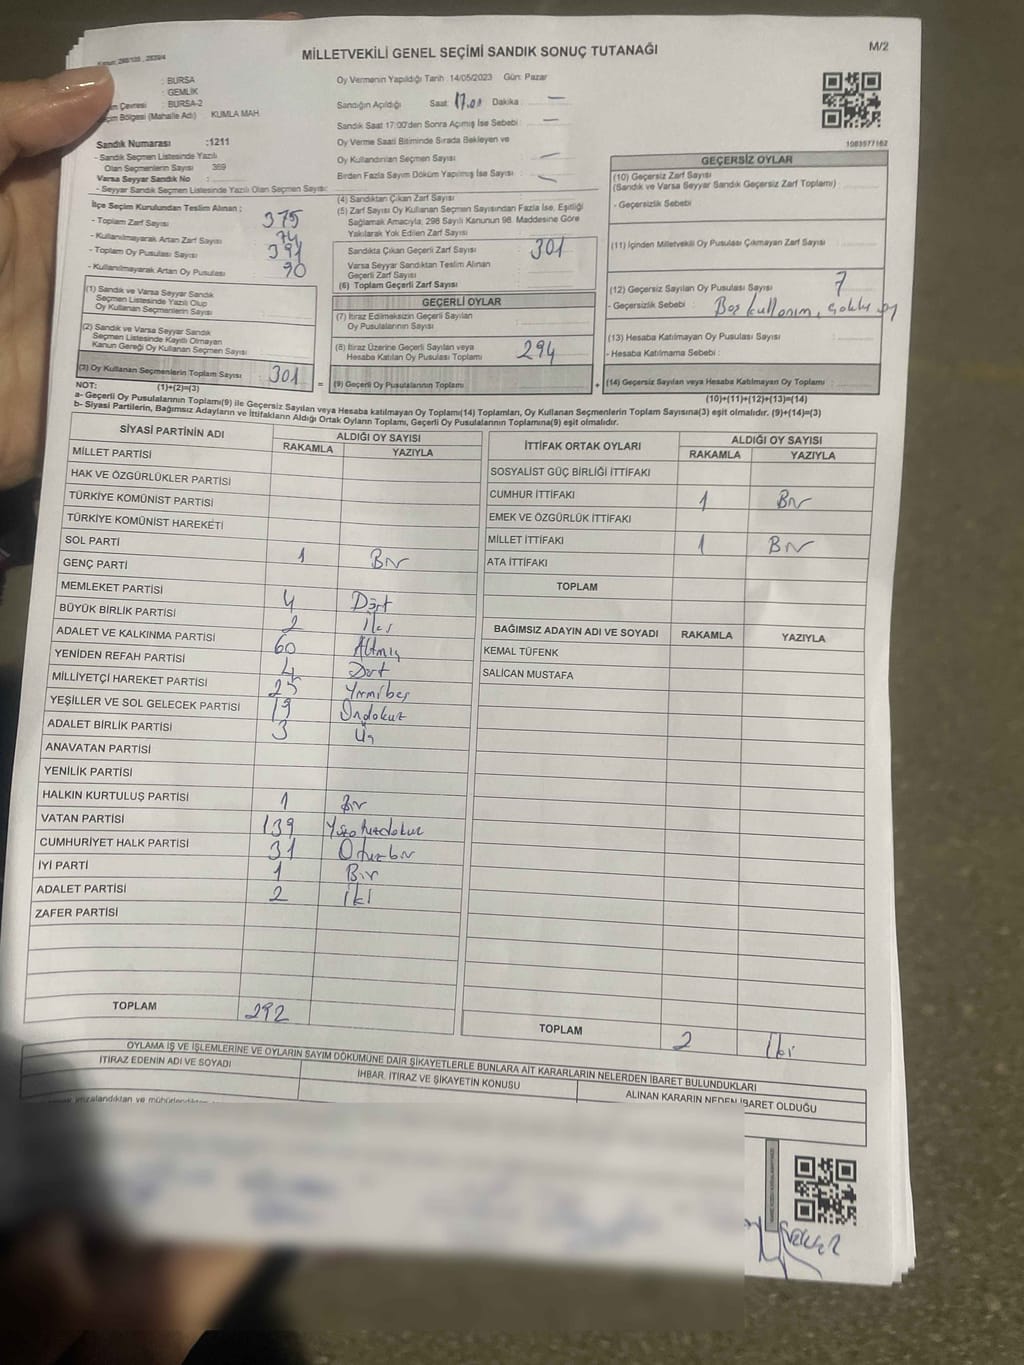 MİLLETVEKİLİ GENEL SEÇİMİ SANDIK SONUÇ TUTANAĞI
M/2
: BURSA
: GEMLİK
Çevresi : BURSA-2
Bölgesi (Mahalle Adı) KUMLA MAH
Sandık Numarası :1211
- Sandık Seçmen Listesinde Yazılı
Olan Seçmenlerin Sayısı 369
Varsa Seyyar Sandık No :
- Seyyar Sandık Seçmen Listesinde Yazılı Olan Seçmen Sayısı:
İlçe Seçim Kurulundan Teslim Alınan :
- Toplam Zarf Sayısı 375
- Kullanılmayarak Artan Zarf Sayısı 74
- Toplam Oy Pusulası Sayısı 391
- Kullanılmayarak Artan Oy Pusulası 90
(1) Sandık ve Varsa Seyyar Sandık
Seçmen Listesinde Yazılı Olup
Oy Kullanan Seçmenlerin Sayısı
(2) Sandık ve Varsa Seyyar Sandık
Seçmen Listesinde Kayıtlı Olmayan
Kanun Gereği Oy Kullanan Seçmen Sayısı
(3) Oy Kullanan Seçmenlerin Toplam Sayısı 301
(1)+(2)=(3)
Oy Vermenin Yapıldığı Tarih :14/05/2023 Gün: Pazar
Sandığın Açıldığı Saat: 17.00 Dakika : —
Sandık Saat 17:00'den Sonra Açımış İse Sebebi : —
Oy Verme Saati Bitiminde Sırada Bekleyen ve
Oy Kullandırılan Seçmen Sayısı : —
Birden Fazla Sayım Döküm Yapılmış İse Sayısı : —
(4) Sandıktan Çıkan Zarf Sayısı
(5) Zarf Sayısı Oy Kullanan Seçmen Sayısından Fazla İse, Eşitliği
Sağlamak Amacıyla, 298 Sayılı Kanunun 98. Maddesine Göre
Yakılarak Yok Edilen Zarf Sayısı
Sandıkta Çıkan Geçerli Zarf Sayısı 301
Varsa Seyyar Sandıktan Teslim Alınan
Geçerli Zarf Sayısı
(6) Toplam Geçerli Zarf Sayısı
GEÇERLİ OYLAR
(7) İtiraz Edilmeksizin Geçerli Sayılan
Oy Pusulalarının Sayısı
(8) İtiraz Üzerine Geçerli Sayılan veya
Hesaba Katılan Oy Pusulası Toplamı 294
= (9) Geçerli Oy Pusulalarının Toplamı
1083577162
GEÇERSİZ OYLAR
(10) Geçersiz Zarf Sayısı
(Sandık ve Varsa Seyyar Sandık Geçersiz Zarf Toplamı)
- Geçersizlik Sebebi
(11) İçinden Milletvekili Oy Pusulası Çıkmayan Zarf Sayısı
(12) Geçersiz Sayılan Oy Pusulası Sayısı 7
- Geçersizlik Sebebi : Boş kullanım, çoklu oy
(13) Hesaba Katılmayan Oy Pusulası Sayısı
- Hesaba Katılmama Sebebi :
+ (14) Geçersiz Sayılan veya Hesaba Katılmayan Oy Toplamı
(10)+(11)+(12)+(13)=(14)
NOT:
a- Geçerli Oy Pusulalarının Toplamı(9) ile Geçersiz Sayılan veya Hesaba katılmayan Oy Toplamı(14) Toplamları, Oy Kullanan Seçmenlerin Toplam Sayısına(3) eşit olmalıdır. (9)+(14)=(3)
b- Siyasi Partilerin, Bağımsız Adayların ve İttifakların Aldığı Ortak Oyların Toplamı, Geçerli Oy Pusulalarının Toplamına(9) eşit olmalıdır.
SİYASİ PARTİNİN ADI ALDIĞI OY SAYISI
RAKAMLA YAZIYLA
MİLLET PARTİSİ
HAK VE ÖZGÜRLÜKLER PARTİSİ
TÜRKİYE KOMÜNİST PARTİSİ
TÜRKİYE KOMÜNİST HAREKETİ
SOL PARTİ
GENÇ PARTİ 1 Bir
MEMLEKET PARTİSİ
BÜYÜK BİRLİK PARTİSİ 4 Dört
ADALET VE KALKINMA PARTİSİ 2
YENİDEN REFAH PARTİSİ 60 Altmış
MİLLİYETÇİ HAREKET PARTİSİ 4 Dört
YEŞİLLER VE SOL GELECEK PARTİSİ 25 Yirmibeş
ADALET BİRLİK PARTİSİ 19 Ondokuz
ANAVATAN PARTİSİ 3 Üç
YENİLİK PARTİSİ
HALKIN KURTULUŞ PARTİSİ
VATAN PARTİSİ 1 Bir
CUMHURİYET HALK PARTİSİ 139 Yüzotuzdokuz
İYİ PARTİ 31 Otuzbir
ADALET PARTİSİ 1 Bir
ZAFER PARTİSİ 2 İki
TOPLAM 292
İTTİFAK ORTAK OYLARI ALDIĞI OY SAYISI
RAKAMLA YAZIYLA
SOSYALİST GÜÇ BİRLİĞİ İTTİFAKI
CUMHUR İTTİFAKI 1 Bir
EMEK VE ÖZGÜRLÜK İTTİFAKI
MİLLET İTTİFAKI 1 Bir
ATA İTTİFAKI
TOPLAM
BAĞIMSIZ ADAYIN ADI VE SOYADI RAKAMLA YAZIYLA
KEMAL TÜFENK
SALİCAN MUSTAFA
TOPLAM 2 İki
OYLAMA İŞ VE İŞLEMLERİNE VE OYLARIN SAYIM DÖKÜMÜNE DAİR ŞİKAYETLERLE BUNLARA AİT KARARLARIN NELERDEN İBARET BULUNDUKLARI
İTİRAZ EDENİN ADI VE SOYADI
İHBAR, İTİRAZ VE ŞİKAYETİN KONUSU
ALINAN KARARIN NEDEN İBARET OLDUĞU